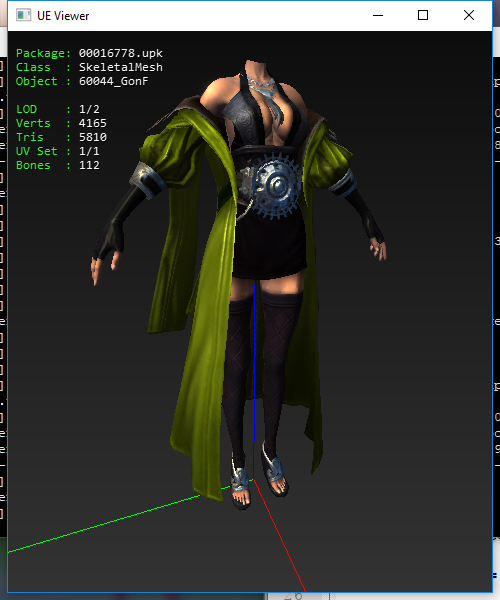 UE Viewer
Package: 00016778.upk
Class : SkeletalMesh
Object : 60044_GonF
LOD : 1/2
Verts : 4165
Tris : 5810
UV Set : 1/1
Bones : 112